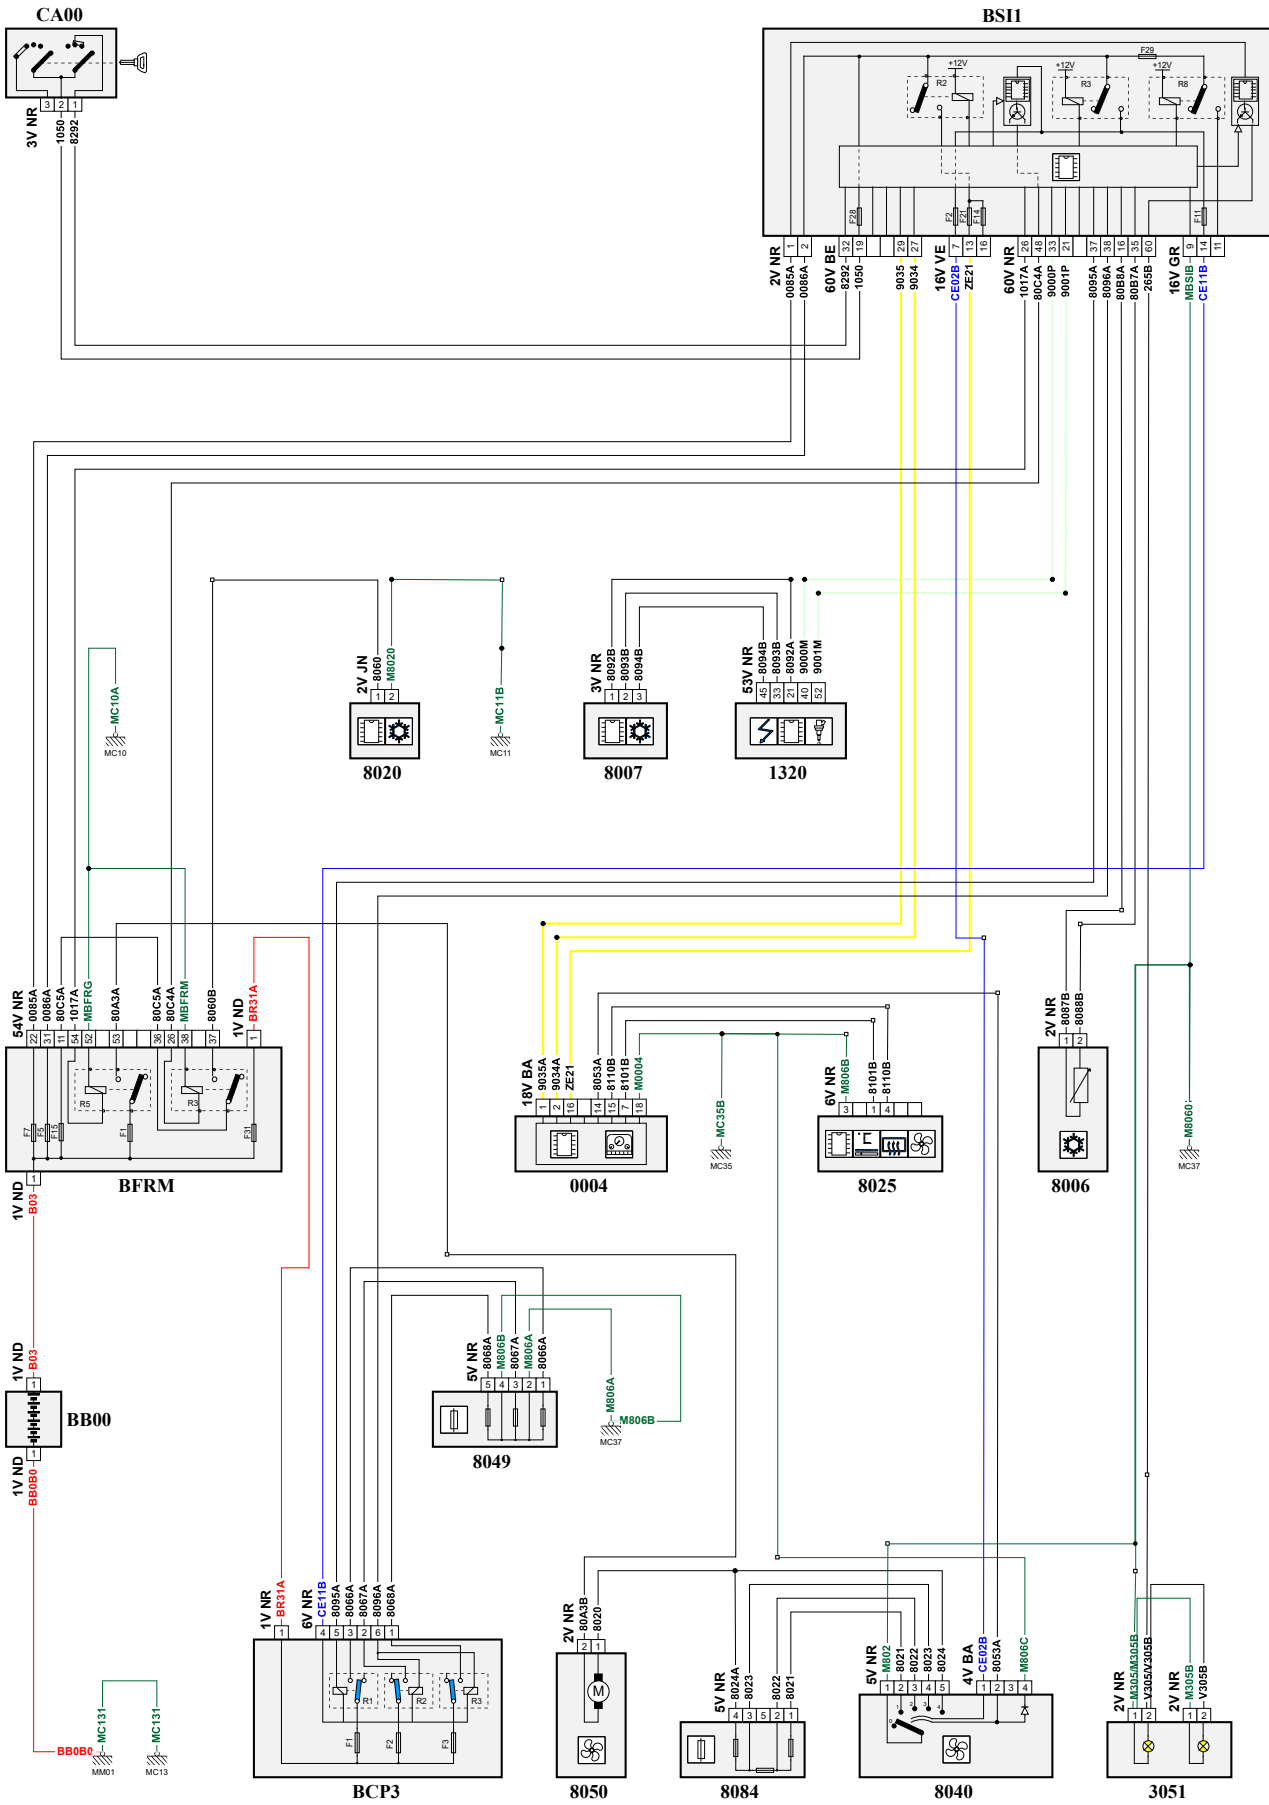 CA00
BSI1
F29
+12V
+12V
+12V
R2
R3
R8
F28
F2
F21
F14
F11
3 2 1
3V NR
1050
8292
1 2
32 19
29 27
7 13 16
26 48 33 21 37 38 16 35 60
9 14 11
2V NR
0085A
0086A
60V BE
8292
1050
9035
9034
16V VE
CE02B
ZE21
60V NR
1017A
80C4A
9000P
9001P
8095A
8096A
80B8A
80B7A
265B
16V GR
MBSIB
CE11B
MC10A
MC10
2V JN
8060
M8020
1 2
8020
MC11B
MC11
3V NR
8092B
8093B
8094B
1 2 3
8007
53V NR
8094B
8093B
8092A
9000M
9001M
45 33 21 40 52
1320
54V NR
0085A
0086A
80C5A
1017A
MBFRG
80A3A
80C5A
80C4A
MBFRM
8060B
1V ND
BR31A
22 31 11 54 52 53 36 26 38 37 1
R5
R3
F7
F5
F15
F1
F31
BFRM
1
1V ND
B03
18V BA
9035A
9034A
ZE21
8053A
8110B
8101B
M0004
1 2 16 14 15 7 18
0004
MC35B
MC35
6V NR
M806B
8101B
8110B
3 1 4
8025
2V NR
8087B
8088B
1 2
8006
M8060
MC37
1V ND
B03
1
BB00
1
1V ND
BB0B0
5V NR
8068A
M806B
8067A
M806A
8066A
5 4 3 2 1
8049
M806A
M806B
MC37
MC131
MC131
BB0B0
MM01
MC13
1V NR
BR31A
6V NR
CE11B
8095A
8066A
8067A
8096A
8068A
1 4 5 3 2 6 1
R1
R2
R3
F1
F2
F3
BCP3
2V NR
80A3B
8020
2 1
M
8050
5V NR
8024A
8023
8022
8021
4 3 5 2 1
8084
5V NR
M802
8021
8022
8023
8024
4V BA
CE02B
8053A
M806C
1 2 3 4 5
1 2 3 4
0
1 2 3 4
8040
2V NR
M305/M305B
V305/V305B
2V NR
M305B
V305B
1 2
1 2
3051